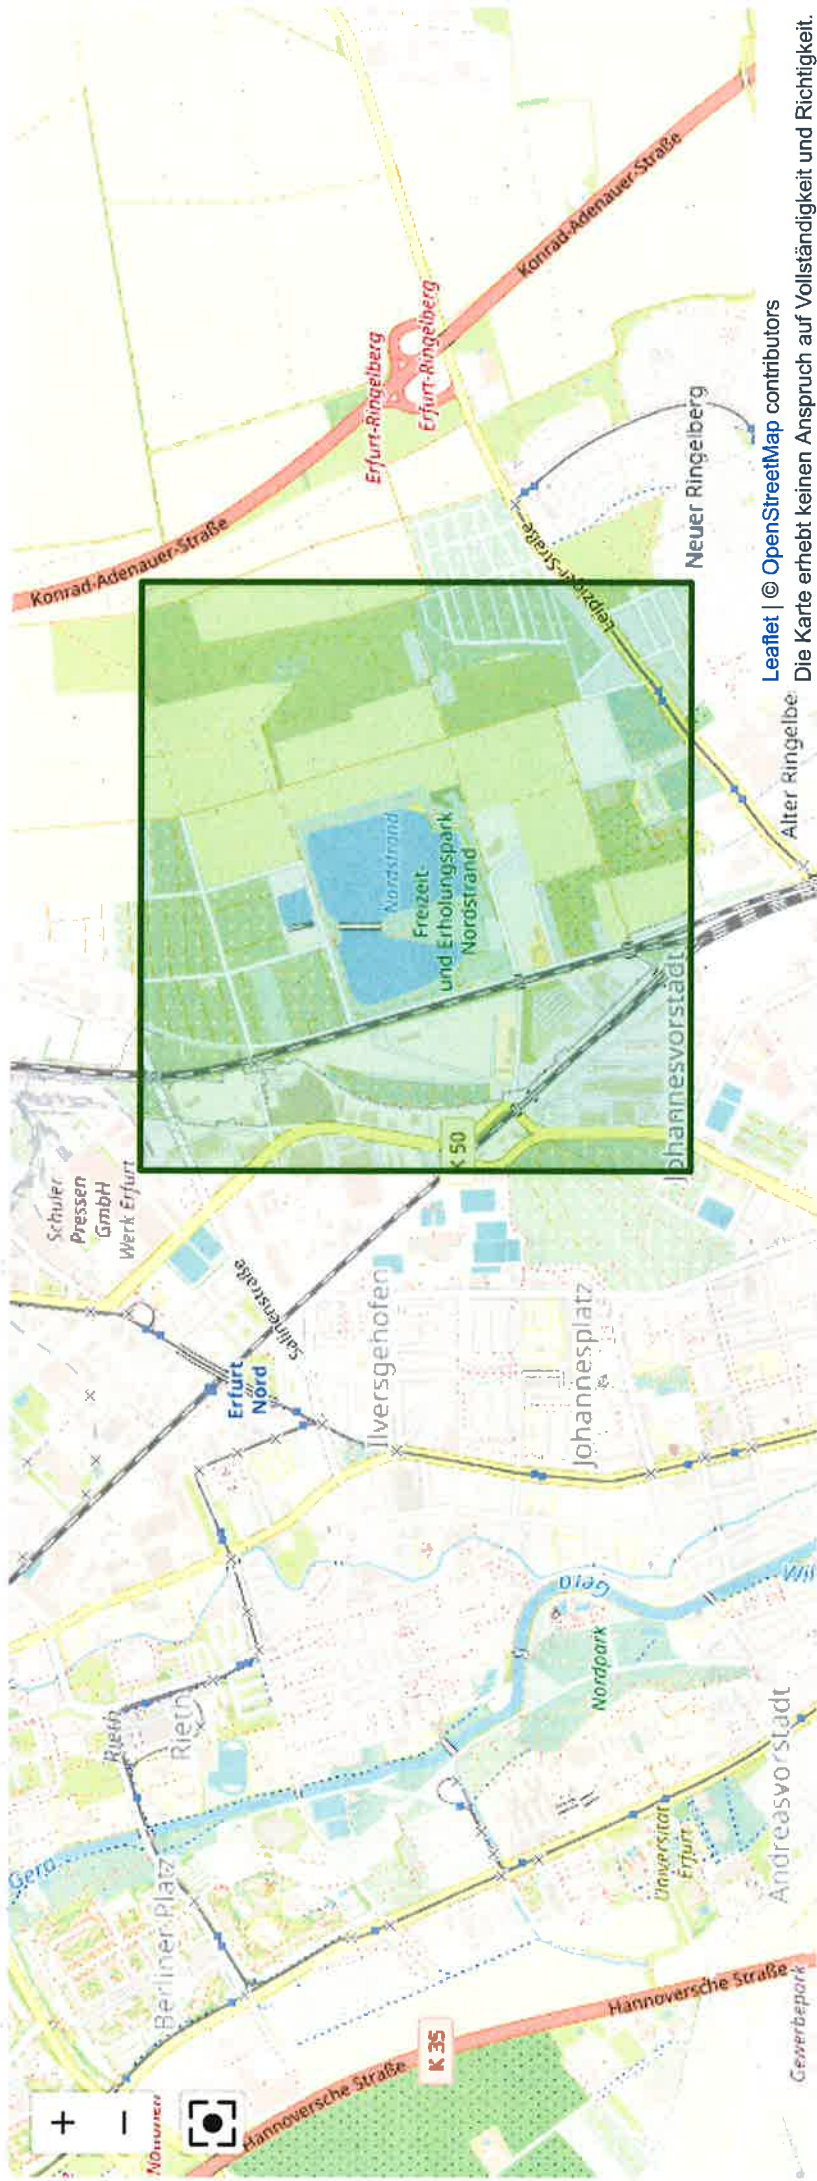 +
−
Hannoversche Straße
K 35
Hannoversche Straße
Gewerbepark
Gera
Berliner Platz
Rieth
Rieth
Universität
Erfurt
Andreasvorstadt
Nordpark
Gera
Erfurt
Nord
Salinenstraße
Ilversgehofen
Johannesplatz
Schuler
Pressen
GmbH
Werk Erfurt
K 50
Johannesvorstadt
Nordstrand
Freizeit-
und Erholungspark
Nordstrand
Konrad-Adenauer-Straße
Erfurt-Ringelberg
Erfurt-Ringelberg
Konrad-Adenauer-Straße
Leipziger-Straße
Neuer Ringelberg
Alter Ringelbe
Leaflet | © OpenStreetMap contributors
Die Karte erhebt keinen Anspruch auf Vollständigkeit und Richtigkeit.